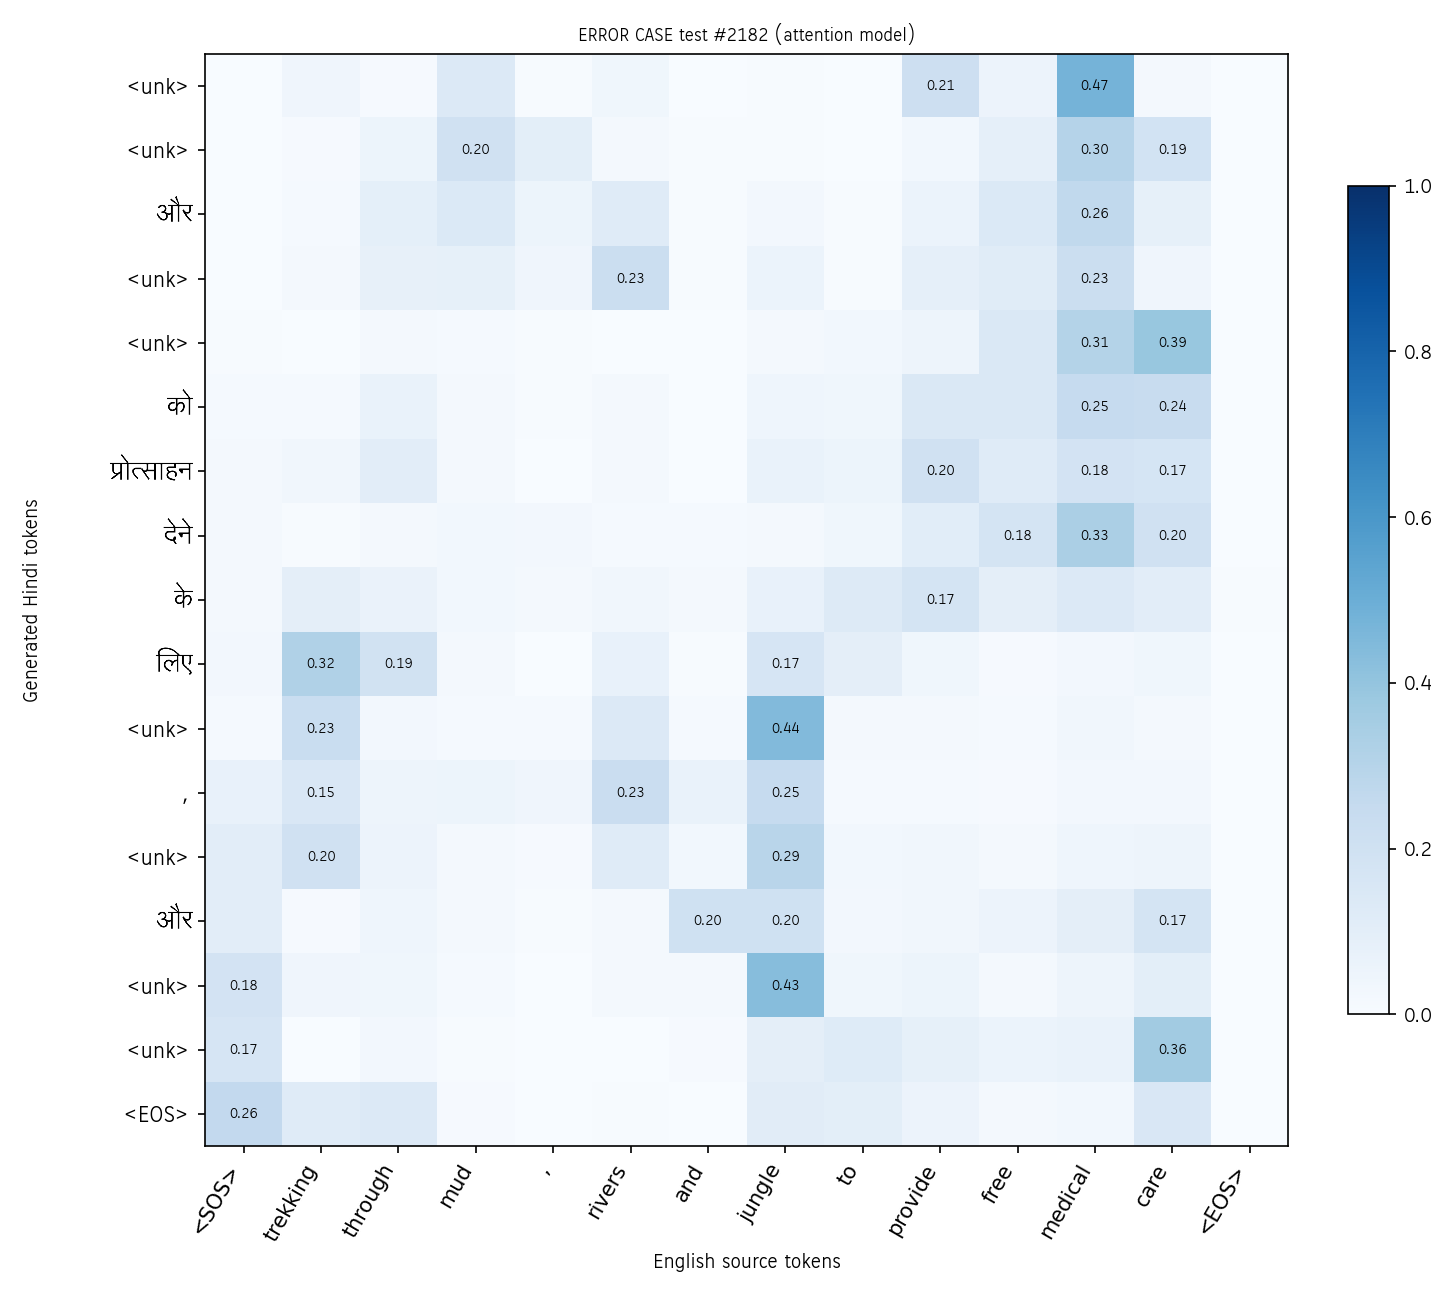 ERROR CASE test #2182 (attention model)
<unk> 0.21 0.47
<unk> 0.20 0.30 0.19
और 0.26
<unk> 0.23 0.23
<unk> 0.31 0.39
को 0.25 0.24
प्रोत्साहन 0.20 0.18 0.17
देने 0.18 0.33 0.20
के 0.17
लिए 0.32 0.19 0.17
<unk> 0.23 0.44
, 0.15 0.23 0.25
<unk> 0.20 0.29
और 0.20 0.20 0.17
<unk> 0.18 0.43
<unk> 0.17 0.36
<EOS> 0.26
<SOS> trekking through mud , rivers and jungle to provide free medical care <EOS>
English source tokens
Generated Hindi tokens
1.0
0.8
0.6
0.4
0.2
0.0